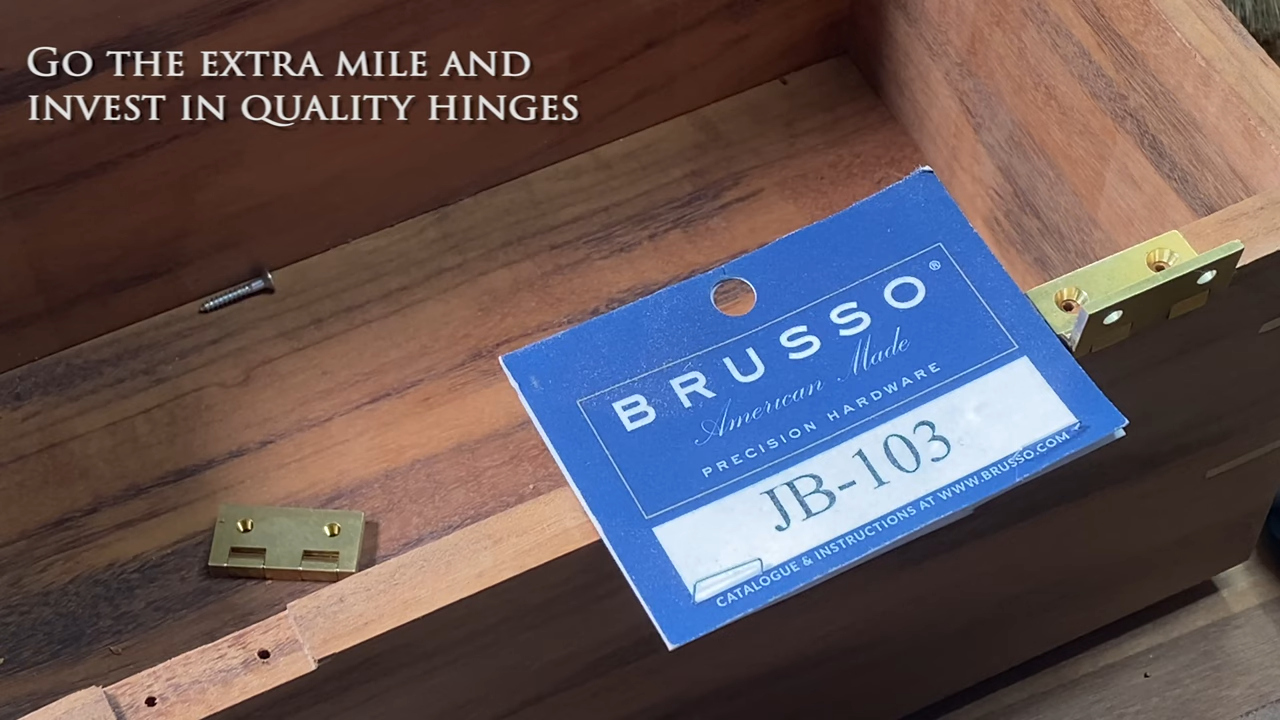 GO THE EXTRA MILE AND
INVEST IN QUALITY HINGES
BRUSSO®
American Made
PRECISION HARDWARE
JB-103
CATALOGUE & INSTRUCTIONS AT WWW.BRUSSO.COM